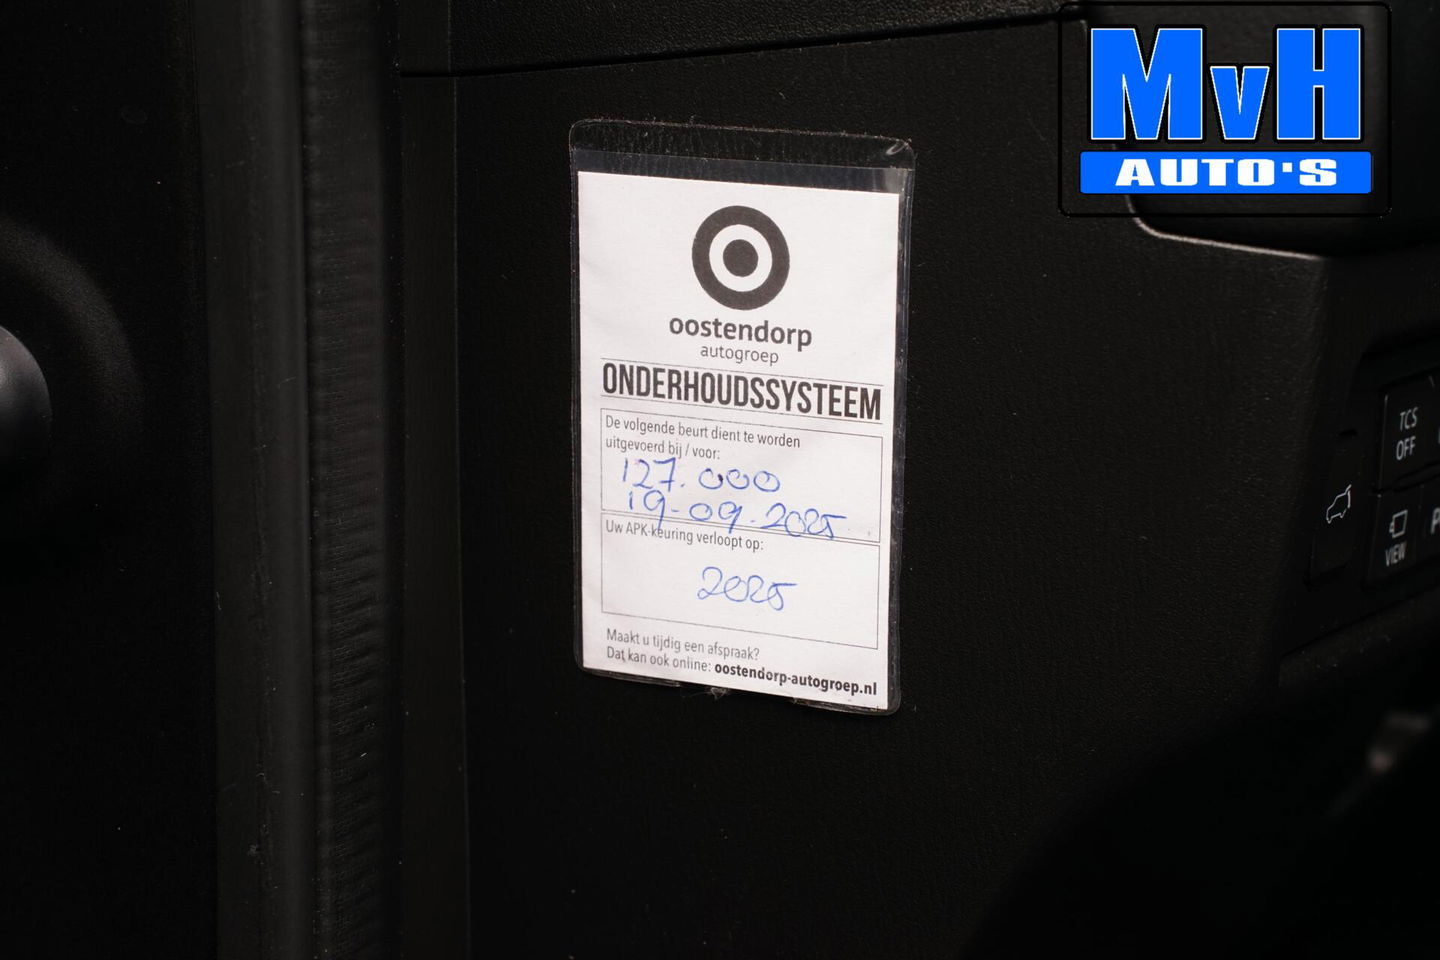 MvH
AUTO'S
oostendorp
autogroep
ONDERHOUDSSYSTEEM
De volgende beurt dient te worden
uitgevoerd bij / voor:
127.000
19-09-2025
Uw APK-keuring verloopt op:
2025
Maakt u tijdig een afspraak?
Dat kan ook online: oostendorp-autogroep.nl
TCS
OFF
VIEW